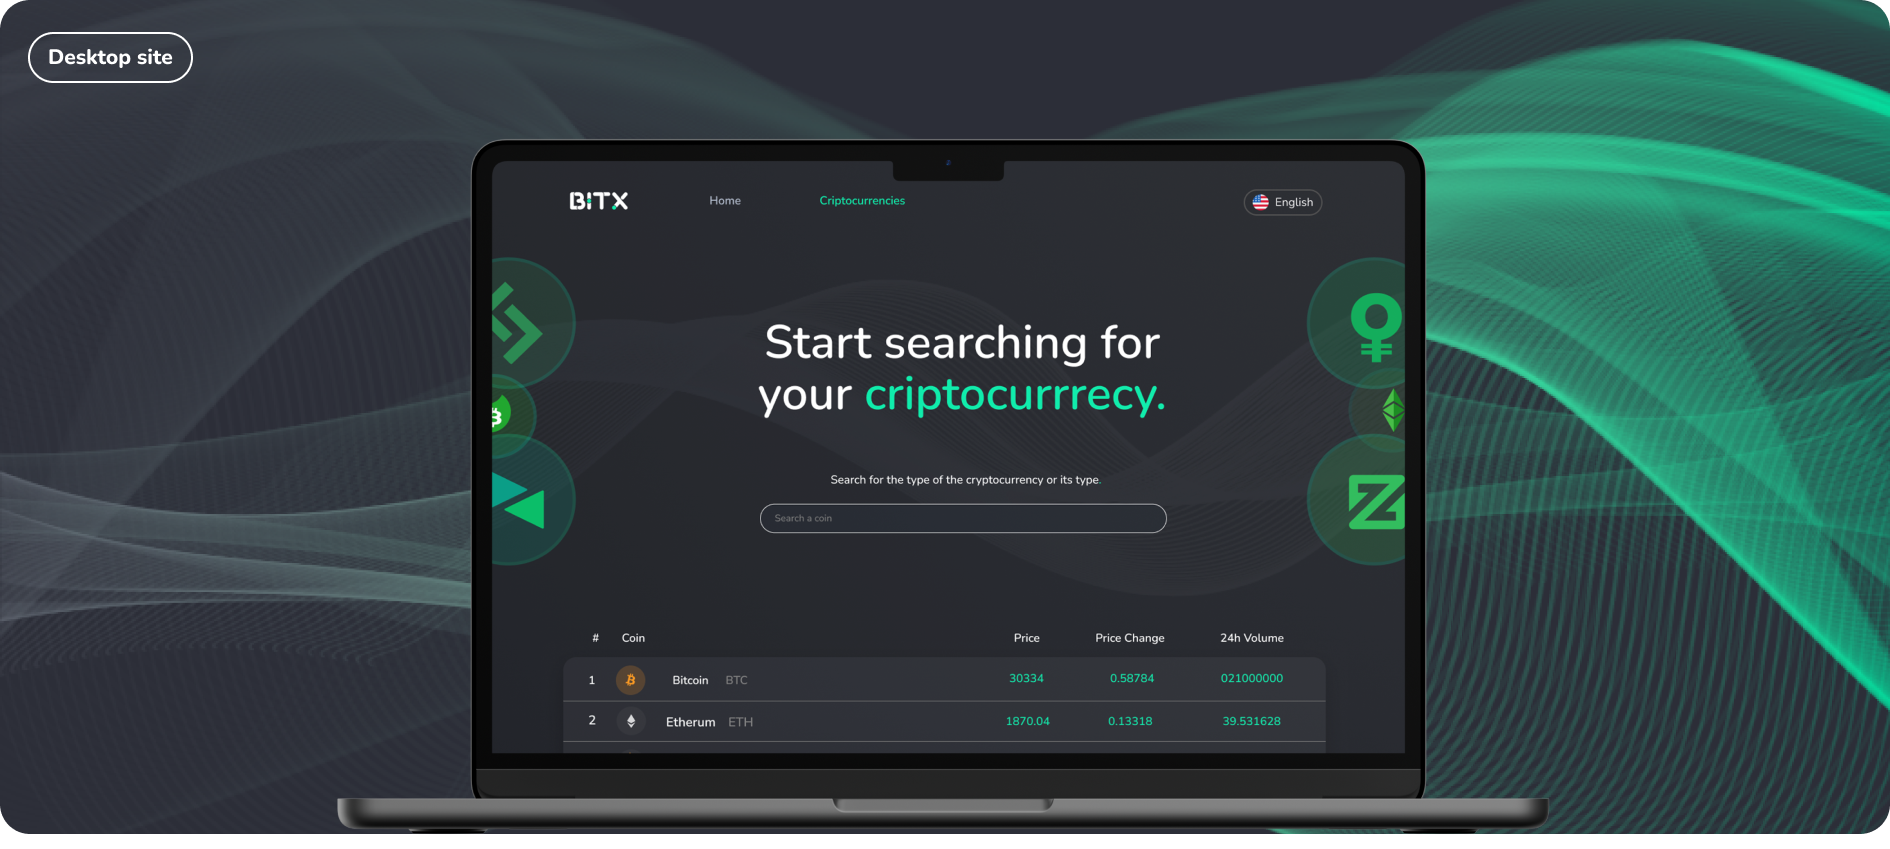 Desktop site
BITX Home Criptocurrencies English
Start searching for
your criptocurrrecy.
Search for the type of the cryptocurrency or its type.
Search a coin
# Coin Price Price Change 24h Volume
1 Bitcoin BTC 30334 0.58784 021000000
2 Etherum ETH 1870.04 0.13318 39.531628